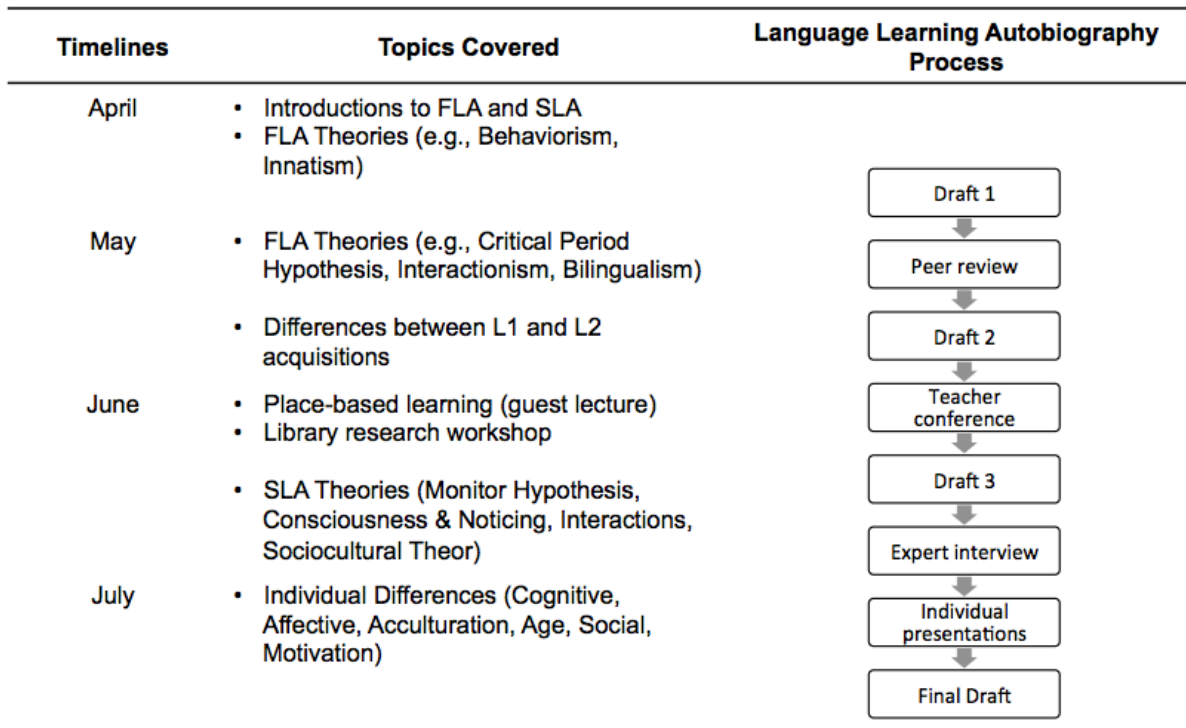 Timelines
Topics Covered
Language Learning Autobiography
Process
April
• Introductions to FLA and SLA
• FLA Theories (e.g., Behaviorism,
Innatism)
May
• FLA Theories (e.g., Critical Period
Hypothesis, Interactionism, Bilingualism)
• Differences between L1 and L2
acquisitions
June
• Place-based learning (guest lecture)
• Library research workshop
• SLA Theories (Monitor Hypothesis,
Consciousness & Noticing, Interactions,
Sociocultural Theor)
July
• Individual Differences (Cognitive,
Affective, Acculturation, Age, Social,
Motivation)
Draft 1
Peer review
Draft 2
Teacher
conference
Draft 3
Expert interview
Individual
presentations
Final Draft